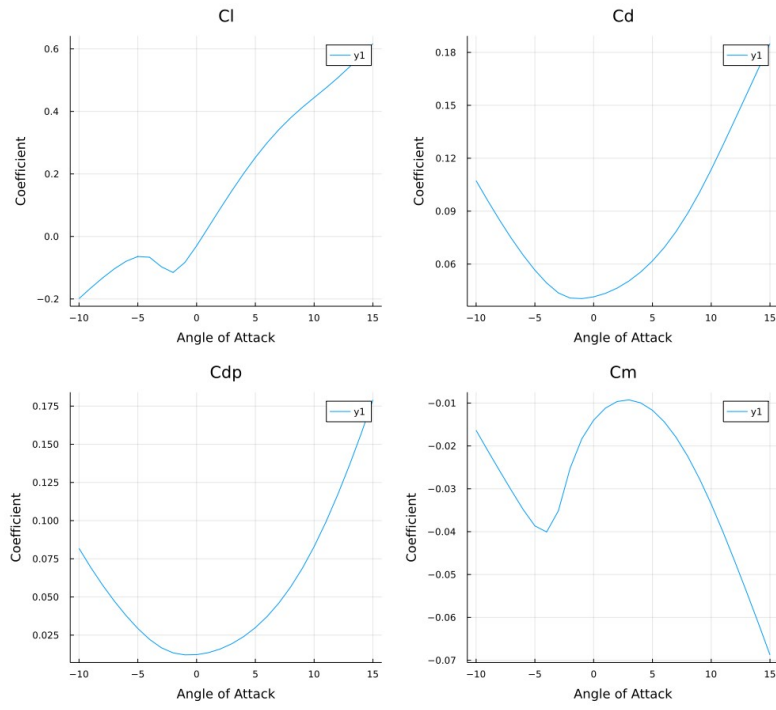 Cl
Coefficient
0.6
0.4
0.2
0.0
−0.2
y1
−10 −5 0 5 10 15
Angle of Attack
Cd
Coefficient
0.18
0.15
0.12
0.09
0.06
y1
−10 −5 0 5 10 15
Angle of Attack
Cdp
Coefficient
0.175
0.150
0.125
0.100
0.075
0.050
0.025
y1
−10 −5 0 5 10 15
Angle of Attack
Cm
Coefficient
−0.01
−0.02
−0.03
−0.04
−0.05
−0.06
−0.07
y1
−10 −5 0 5 10 15
Angle of Attack